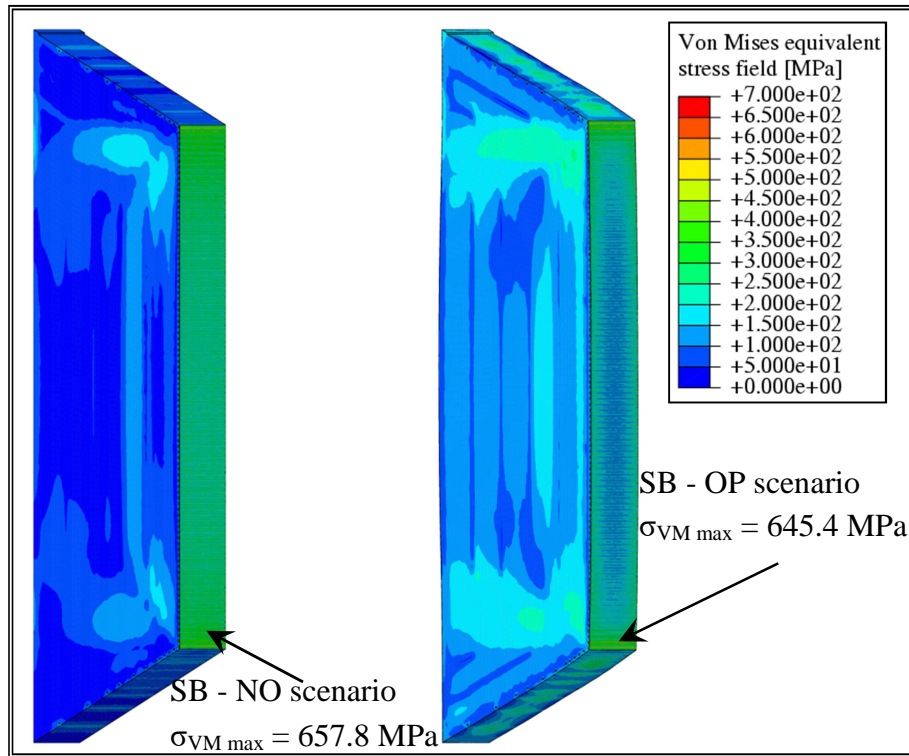 Von Mises equivalent
stress field [MPa]
+7.000e+02
+6.500e+02
+6.000e+02
+5.500e+02
+5.000e+02
+4.500e+02
+4.000e+02
+3.500e+02
+3.000e+02
+2.500e+02
+2.000e+02
+1.500e+02
+1.000e+02
+5.000e+01
+0.000e+00
SB - OP scenario
σVM max = 645.4 MPa
SB - NO scenario
σVM max = 657.8 MPa